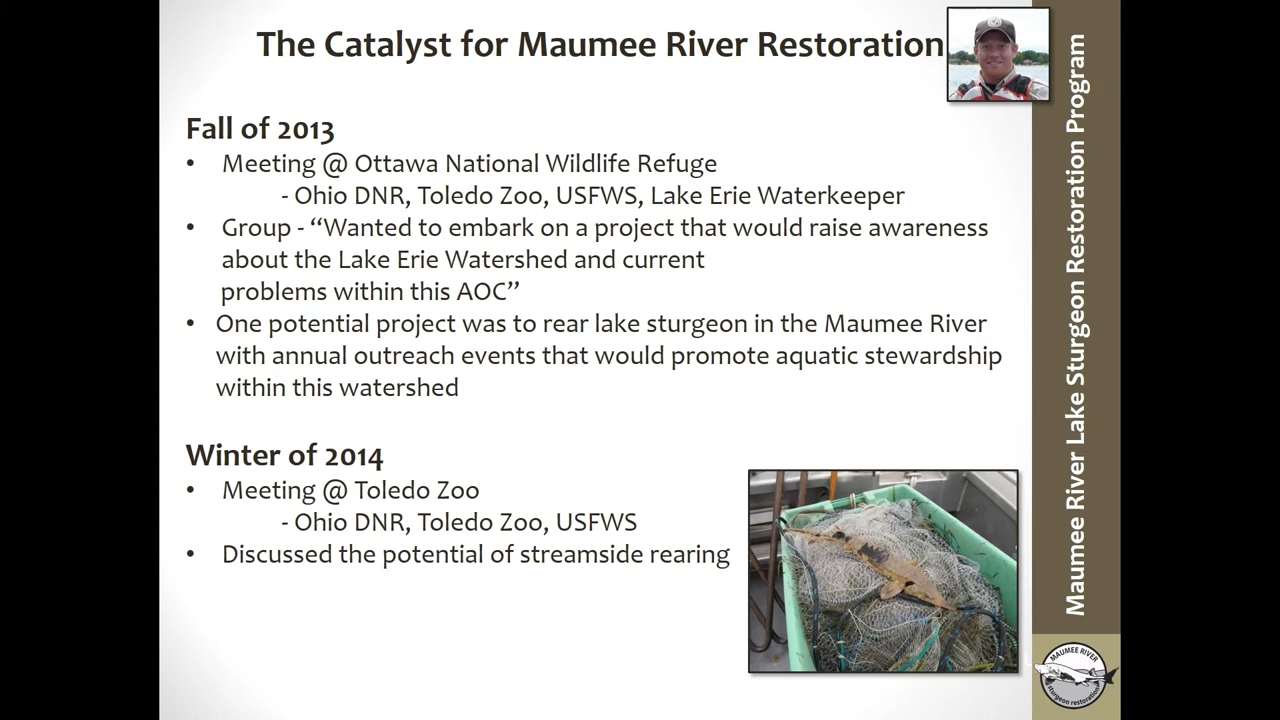 The Catalyst for Maumee River Restoration
Fall of 2013
• Meeting @ Ottawa National Wildlife Refuge
- Ohio DNR, Toledo Zoo, USFWS, Lake Erie Waterkeeper
• Group - “Wanted to embark on a project that would raise awareness
about the Lake Erie Watershed and current
problems within this AOC”
• One potential project was to rear lake sturgeon in the Maumee River
with annual outreach events that would promote aquatic stewardship
within this watershed
Winter of 2014
• Meeting @ Toledo Zoo
- Ohio DNR, Toledo Zoo, USFWS
• Discussed the potential of streamside rearing
Maumee River Lake Sturgeon Restoration Program
MAUMEE RIVER
sturgeon restoration